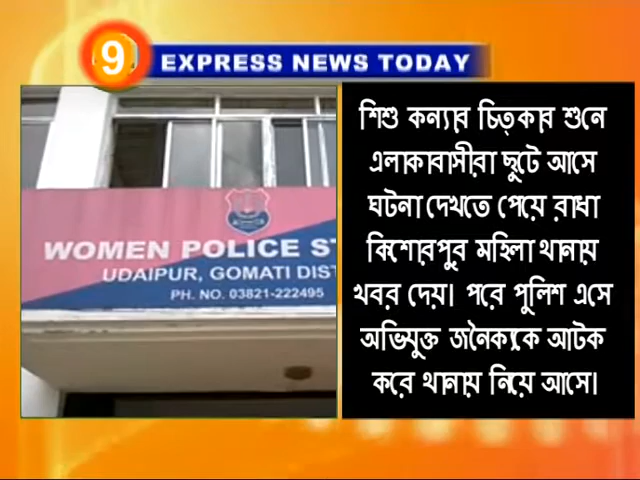 9
EXPRESS NEWS TODAY
WOMEN POLICE ST
UDAIPUR, GOMATI DIST
PH. NO. 03821-222495
শিশু কন্যার চিত্কার শুনে
এলাকাবাসীরা ছুটে আসে
ঘটনা দেখতে পেয়ে রাধা
কিশোরপুর মহিলা থানায়
খবর দেয়। পরে পুলিশ এসে
অভিযুক্ত জনৈককে আটক
করে থানায় নিয়ে আসে।